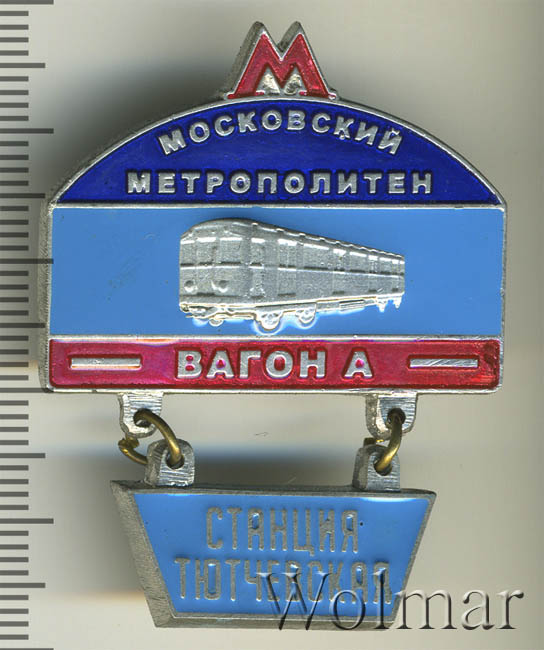 М
МОСКОВСКИЙ
МЕТРОПОЛИТЕН
ВАГОН А
СТАНЦИЯ
ТЮТЧЕВСКАЯ
Wolmar